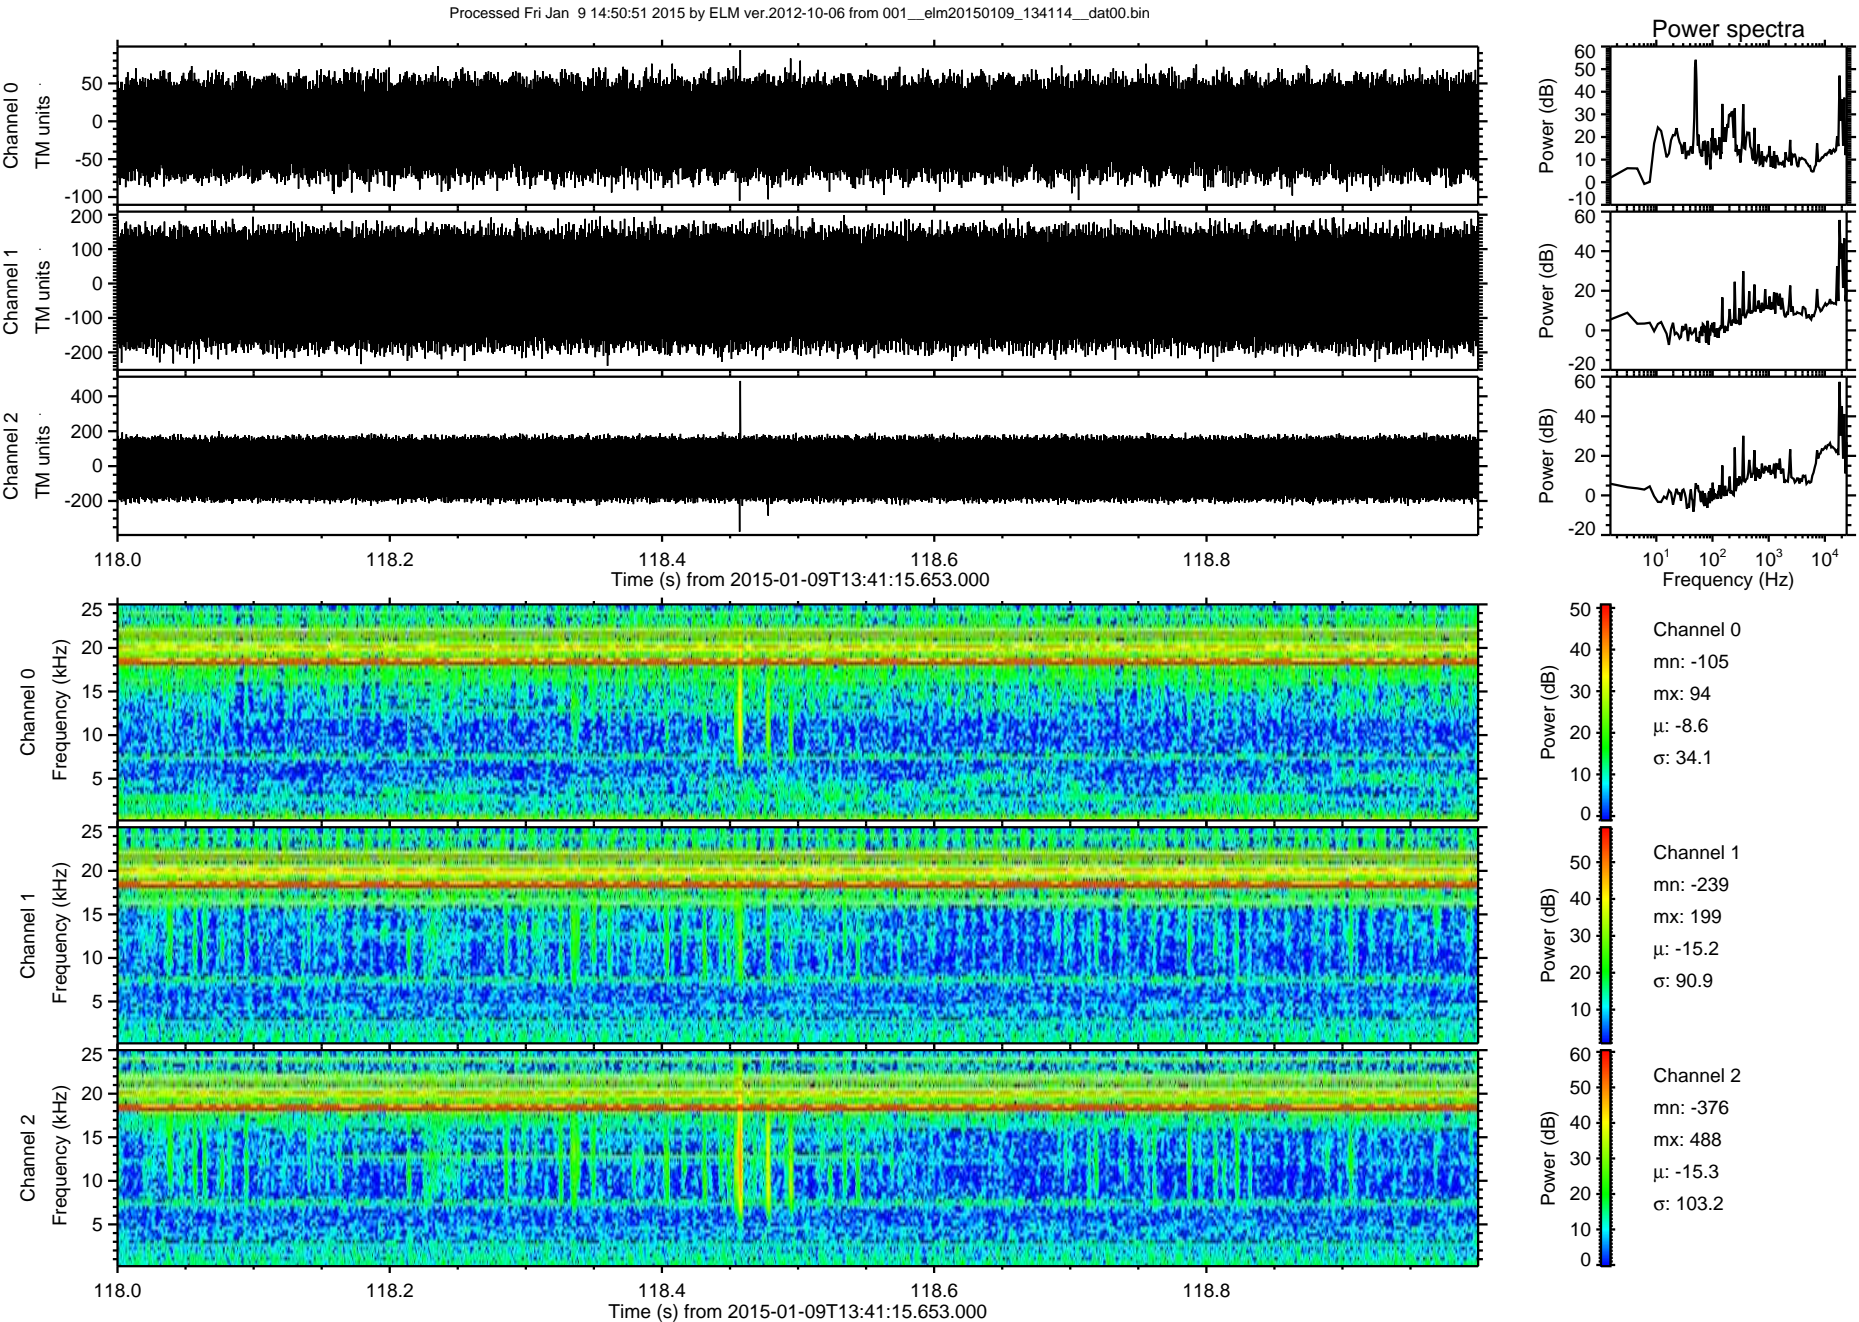 Processed Fri Jan  9 14:50:51 2015 by ELM ver.2012-10-06 from 001__elm20150109_134114__dat00.bin
Power spectra
Channel 0
TM units
50
0
-50
-100
Power (dB)
60
50
40
30
20
10
0
-10
Channel 1
TM units
200
100
0
-100
-200
Power (dB)
60
40
20
0
-20
Channel 2
TM units
400
200
0
-200
Power (dB)
60
40
20
0
-20
118.0 118.2 118.4 118.6 118.8
Time (s) from 2015-01-09T13:41:15.653.000
10^1 10^2 10^3 10^4
Frequency (Hz)
Channel 0
Frequency (kHz)
25
20
15
10
5
Power (dB)
50
40
30
20
10
0
Channel 0
mn: -105
mx: 94
μ: -8.6
σ: 34.1
Channel 1
Frequency (kHz)
25
20
15
10
5
Power (dB)
50
40
30
20
10
Channel 1
mn: -239
mx: 199
μ: -15.2
σ: 90.9
Channel 2
Frequency (kHz)
25
20
15
10
5
Power (dB)
60
50
40
30
20
10
0
Channel 2
mn: -376
mx: 488
μ: -15.3
σ: 103.2
118.0 118.2 118.4 118.6 118.8
Time (s) from 2015-01-09T13:41:15.653.000